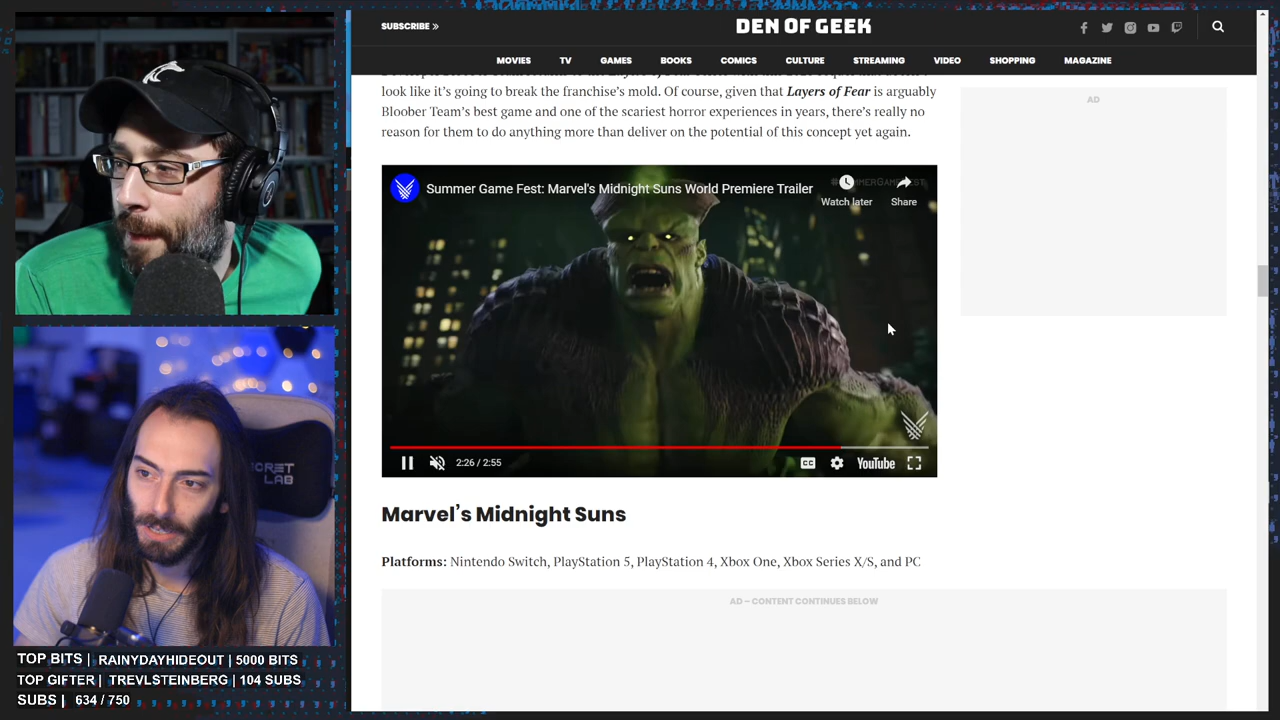 SUBSCRIBE »
DEN OF GEEK
MOVIES TV GAMES BOOKS COMICS CULTURE STREAMING VIDEO SHOPPING MAGAZINE
look like it’s going to break the franchise’s mold. Of course, given that Layers of Fear is arguably
Bloober Team’s best game and one of the scariest horror experiences in years, there’s really no
reason for them to do anything more than deliver on the potential of this concept yet again.
AD
Summer Game Fest: Marvel's Midnight Suns World Premiere Trailer
Watch later
Share
2:26 / 2:55
CC
YouTube
Marvel’s Midnight Suns
Platforms: Nintendo Switch, PlayStation 5, PlayStation 4, Xbox One, Xbox Series X/S, and PC
AD – CONTENT CONTINUES BELOW
LAB
TOP BITS | RAINYDAYHIDEOUT | 5000 BITS
TOP GIFTER | TREYLSTEINBERG | 104 SUBS
SUBS | 634 / 750